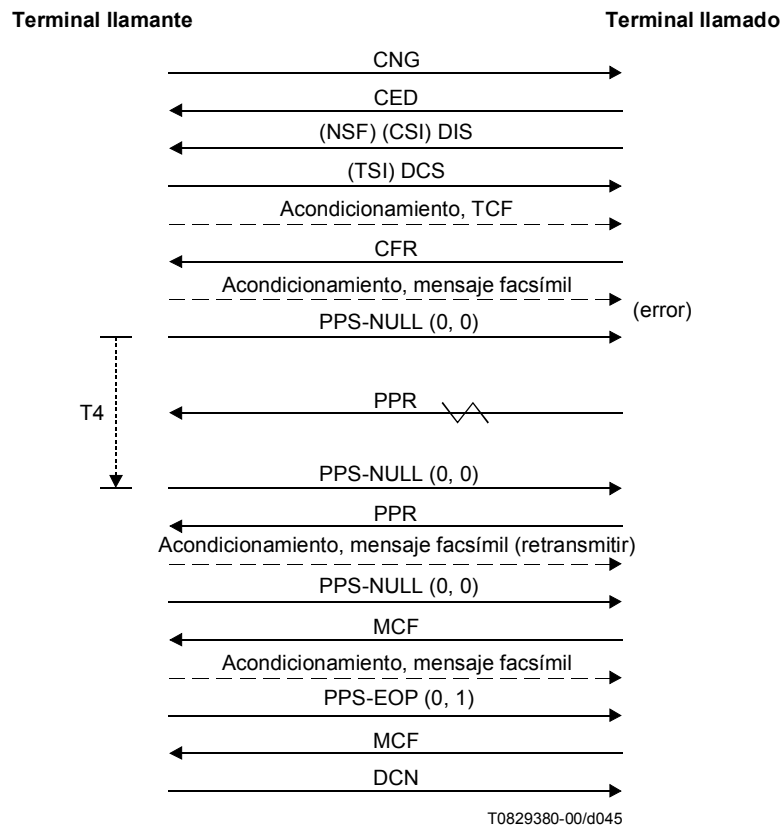 Terminal llamante Terminal llamado
CNG
CED
(NSF) (CSI) DIS
(TSI) DCS
Acondicionamiento, TCF
CFR
Acondicionamiento, mensaje facsímil
(error)
PPS-NULL (0, 0)
T4
PPR
PPS-NULL (0, 0)
PPR
Acondicionamiento, mensaje facsímil (retransmitir)
PPS-NULL (0, 0)
MCF
Acondicionamiento, mensaje facsímil
PPS-EOP (0, 1)
MCF
DCN
T0829380-00/d045